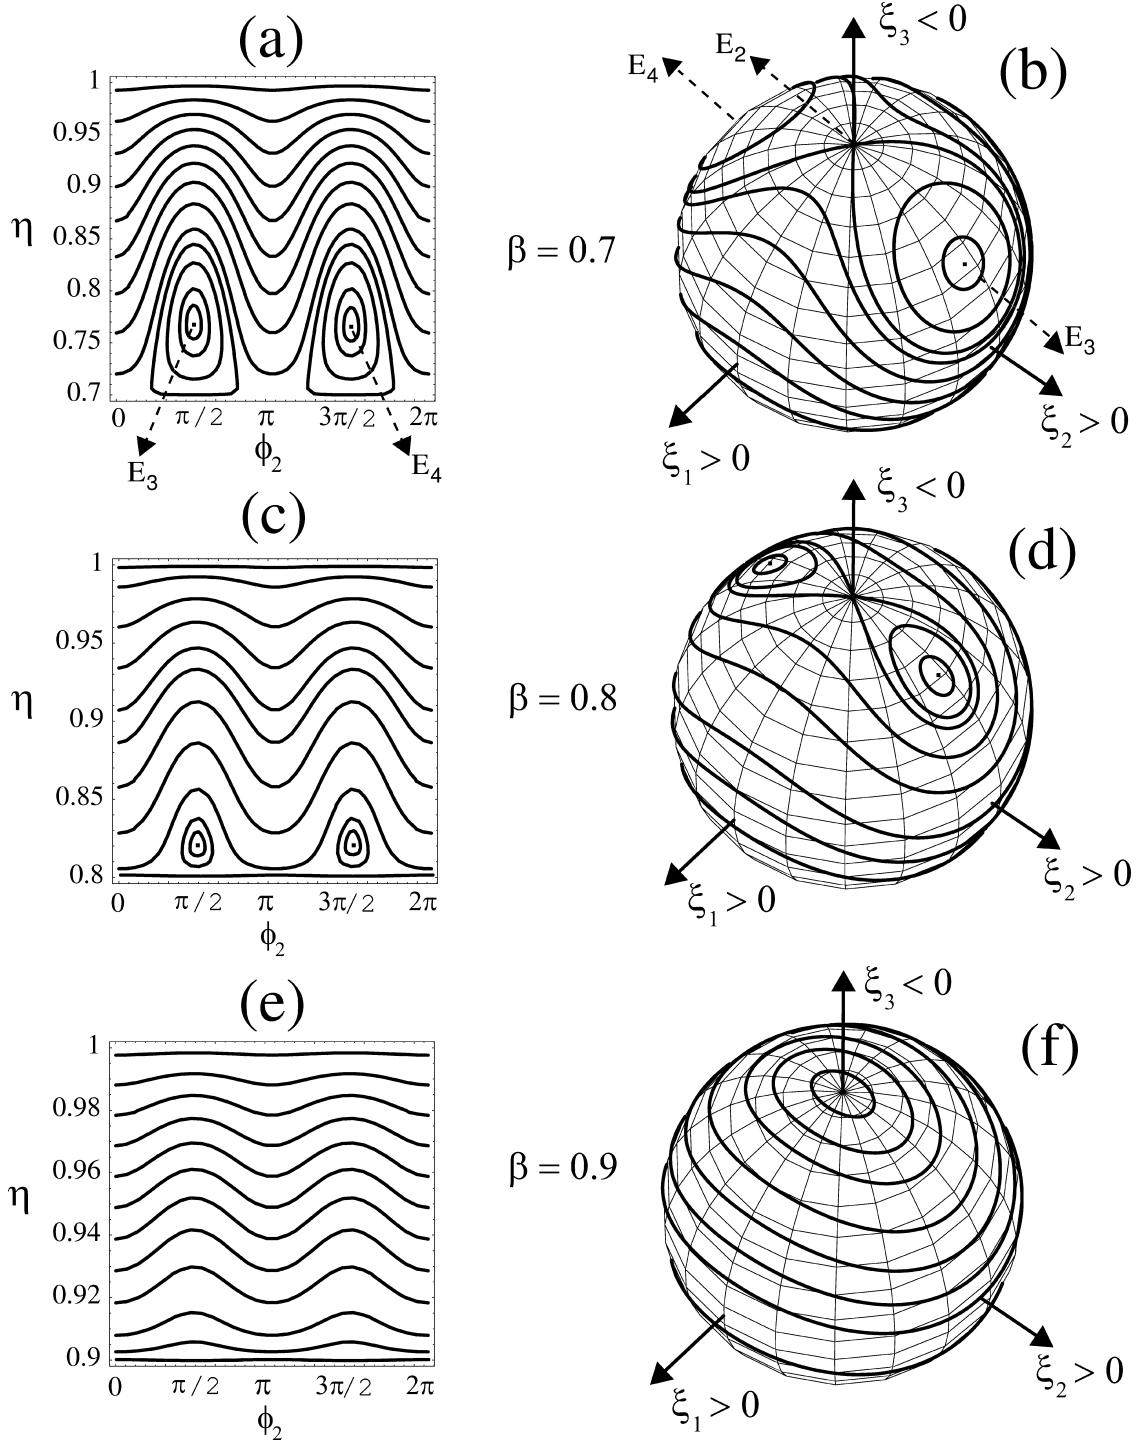 (a)
1
0.95
0.9
η
0.85
0.8
0.75
0.7
0 π/2 π 3π/2 2π
ϕ2
E3 E4
β = 0.7
(b)
ξ3 < 0
E4 E2
E3
ξ1 > 0 ξ2 > 0
(c)
1
0.95
η 0.9
0.85
0.8
0 π/2 π 3π/2 2π
ϕ2
β = 0.8
ξ3 < 0
(d)
ξ1 > 0 ξ2 > 0
(e)
1
0.98
0.96
η
0.94
0.92
0.9
0 π/2 π 3π/2 2π
ϕ2
β = 0.9
ξ3 < 0
(f)
ξ1 > 0 ξ2 > 0